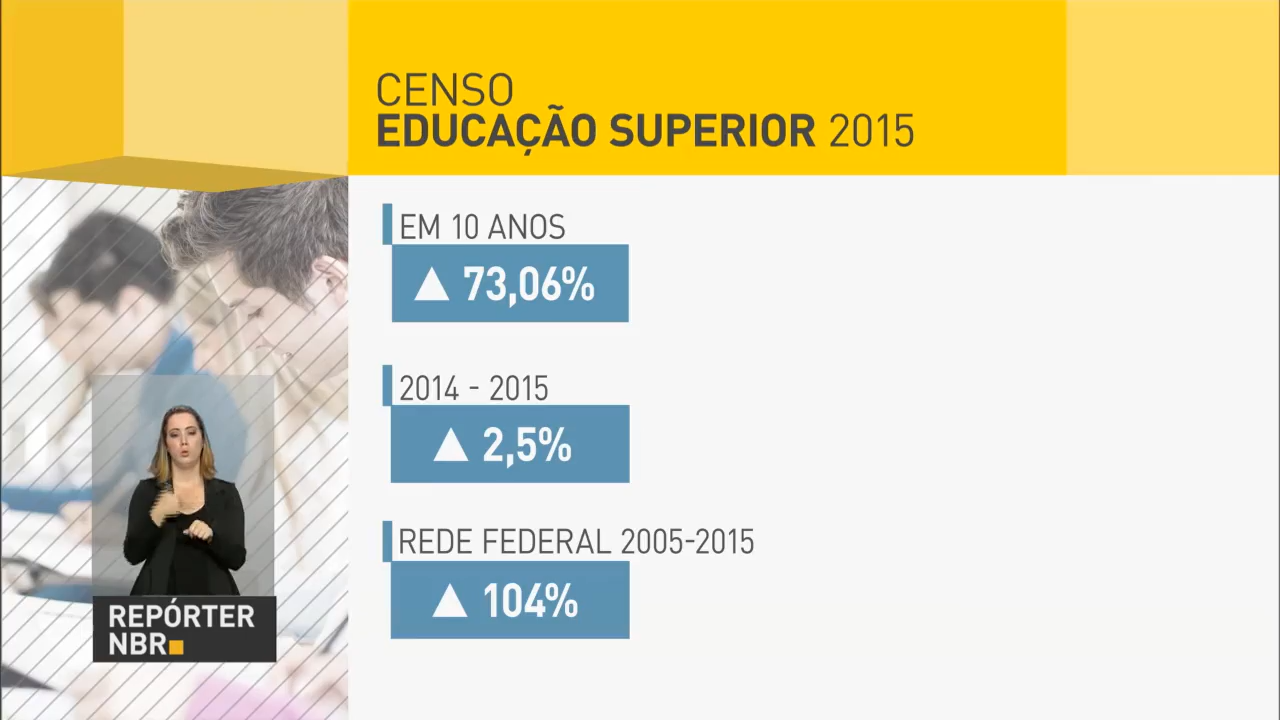 CENSO
EDUCAÇÃO SUPERIOR 2015
EM 10 ANOS
▲ 73,06%
2014 - 2015
▲ 2,5%
REDE FEDERAL 2005-2015
▲ 104%
REPÓRTER
NBR